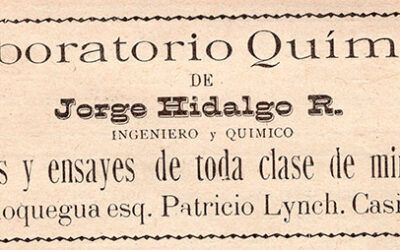 boratorio Quím
DE
Jorge Hidalgo R.
INGENIERO y QUIMICO
s y ensayes de toda clase de mi
oquegua esq. Patricio Lynch. Casi